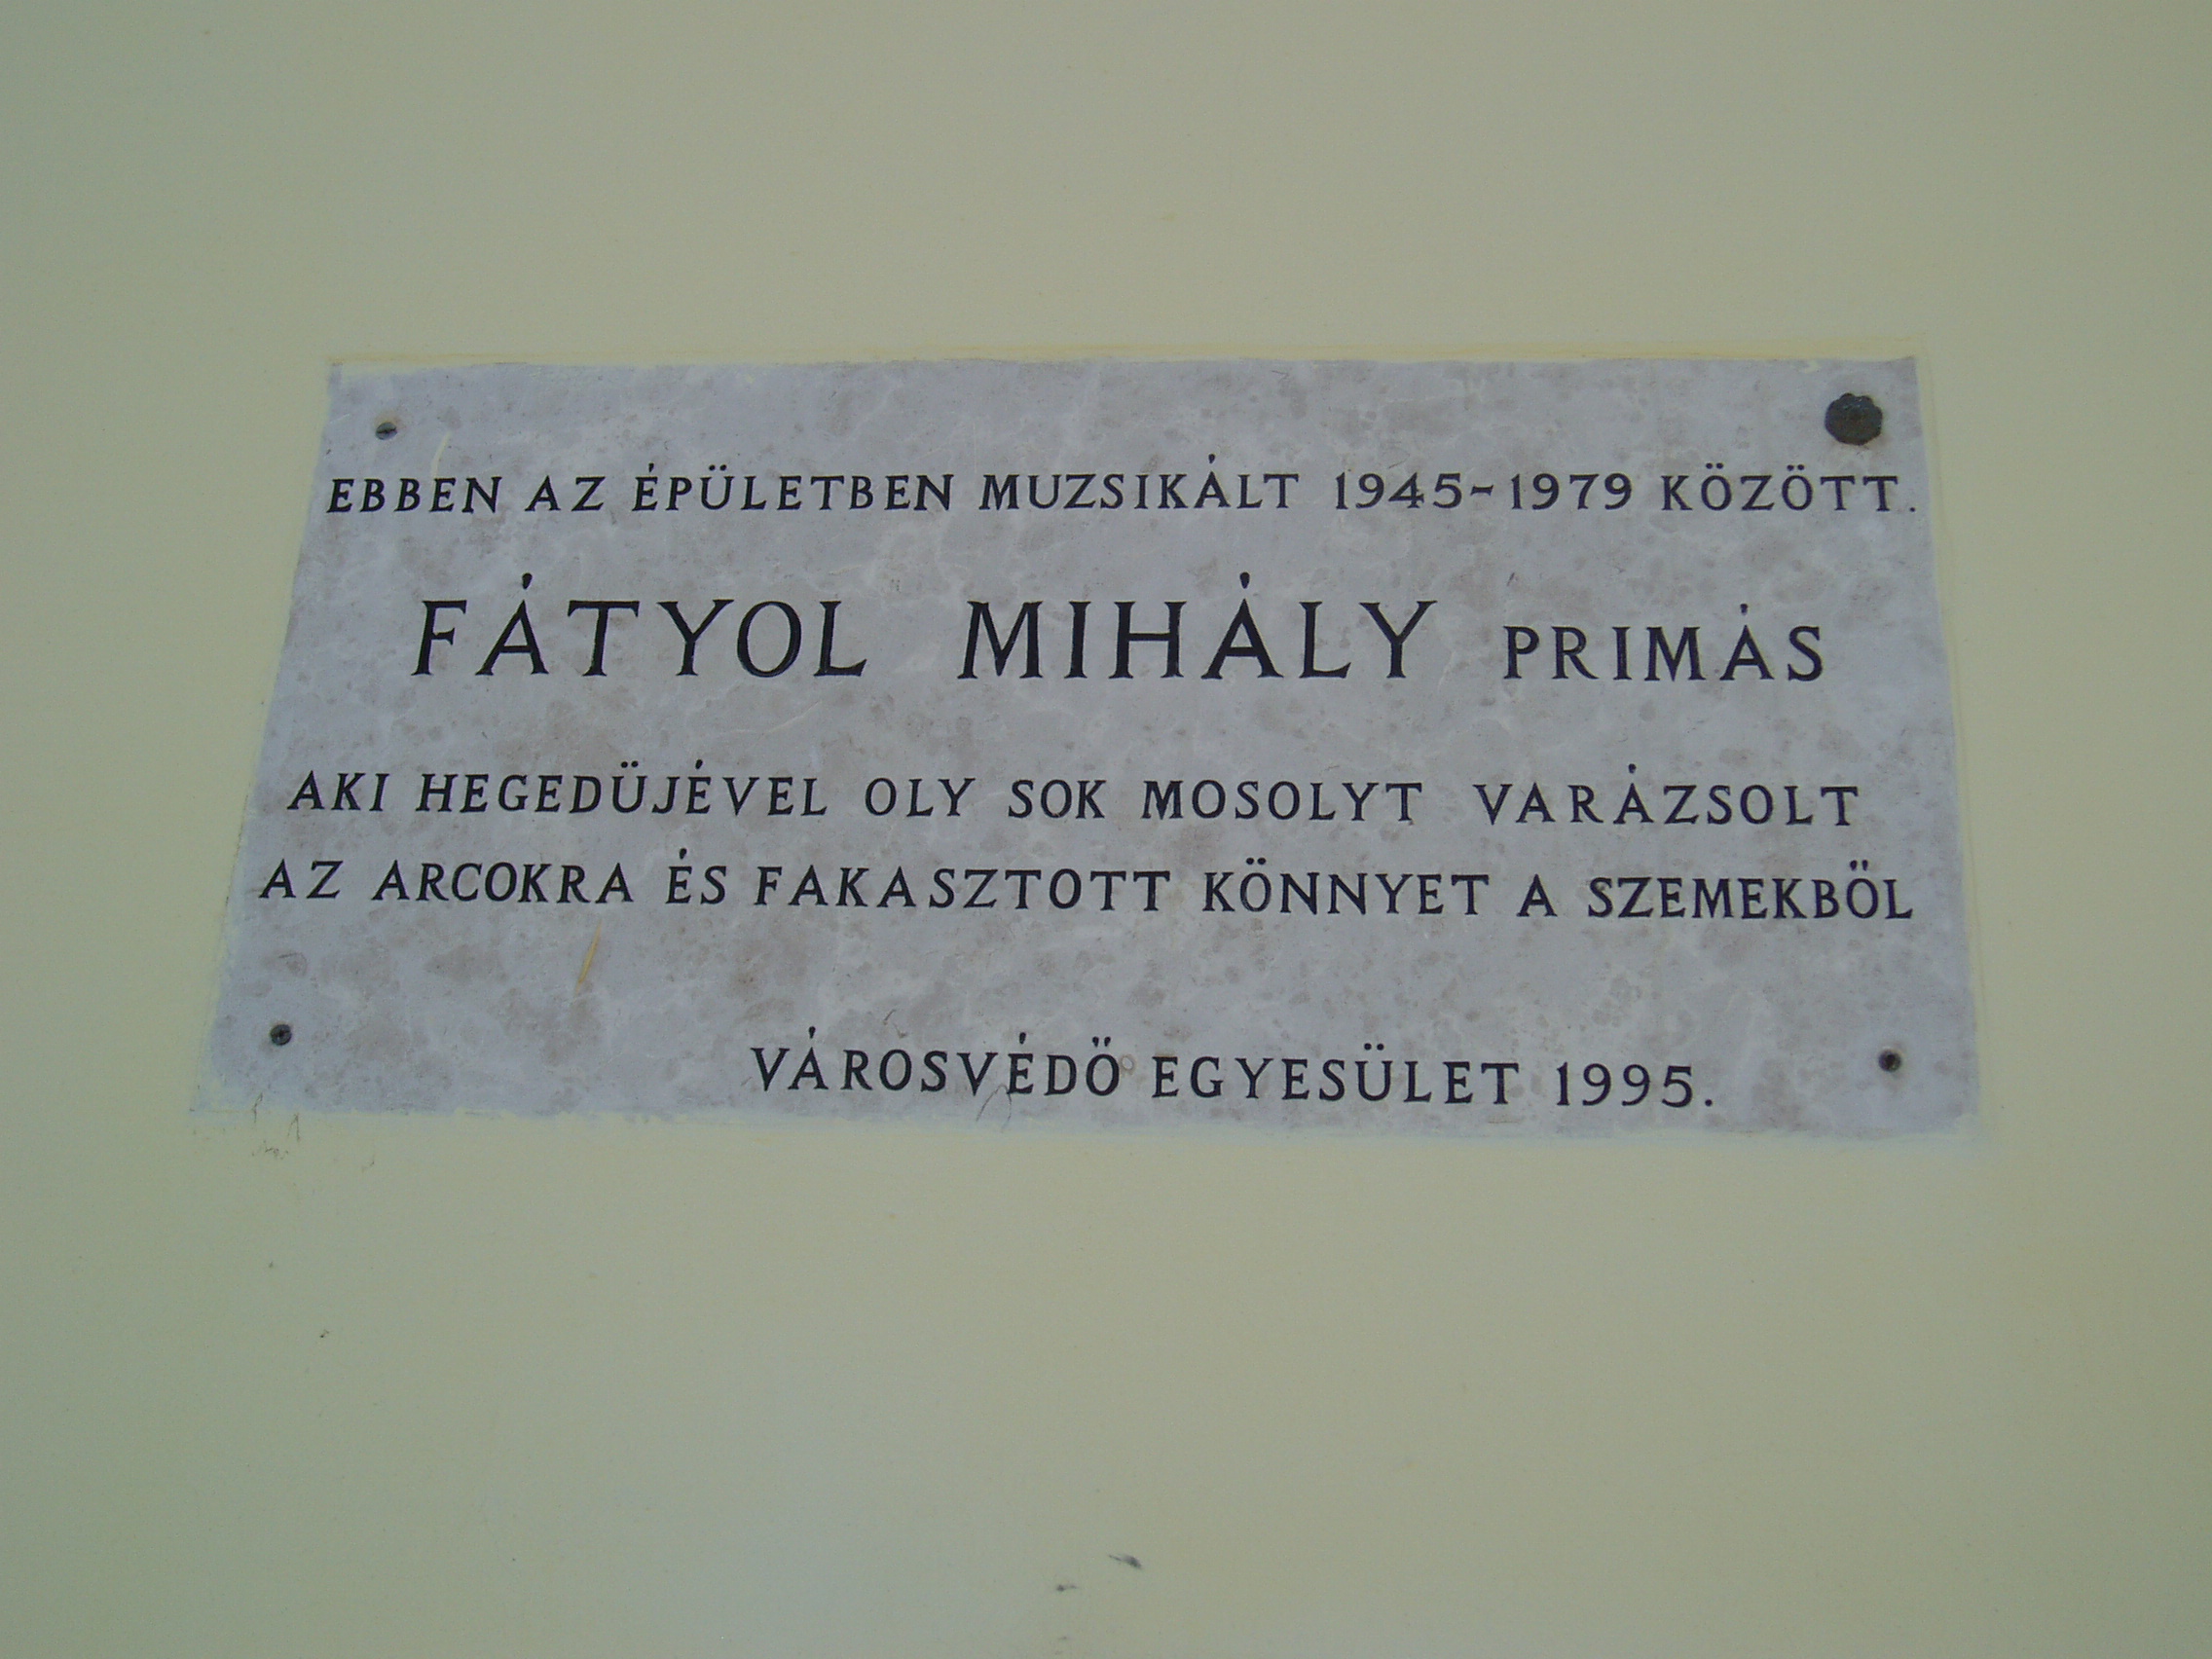 EBBEN AZ ÉPÜLETBEN MUZSIKÁLT 1945-1979 KÖZÖTT.
FÁTYOL MIHÁLY PRIMÁS
AKI HEGEDÜJÉVEL OLY SOK MOSOLYT VARÁZSOLT
AZ ARCOKRA ÉS FAKASZTOTT KÖNNYET A SZEMEKBÖL
VÁROSVÉDÖ EGYESÜLET 1995.